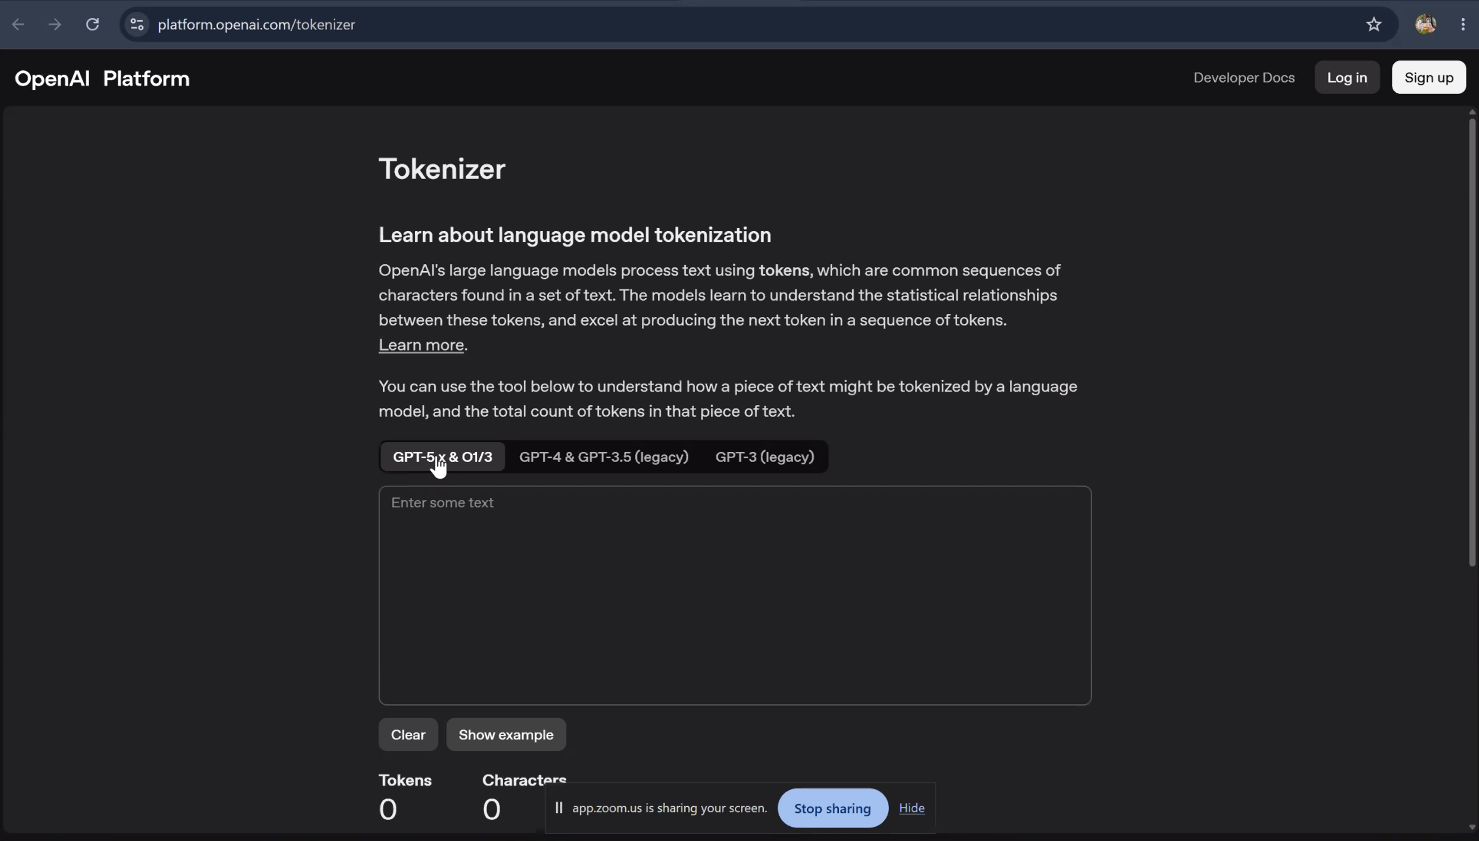 platform.openai.com/tokenizer
OpenAI Platform
Developer Docs
Log in
Sign up
Tokenizer
Learn about language model tokenization
OpenAI's large language models process text using tokens, which are common sequences of
characters found in a set of text. The models learn to understand the statistical relationships
between these tokens, and excel at producing the next token in a sequence of tokens.
Learn more.
You can use the tool below to understand how a piece of text might be tokenized by a language
model, and the total count of tokens in that piece of text.
GPT-5.x & O1/3
GPT-4 & GPT-3.5 (legacy)
GPT-3 (legacy)
Enter some text
Clear
Show example
Tokens
Characters
0
0
app.zoom.us is sharing your screen.
Stop sharing
Hide